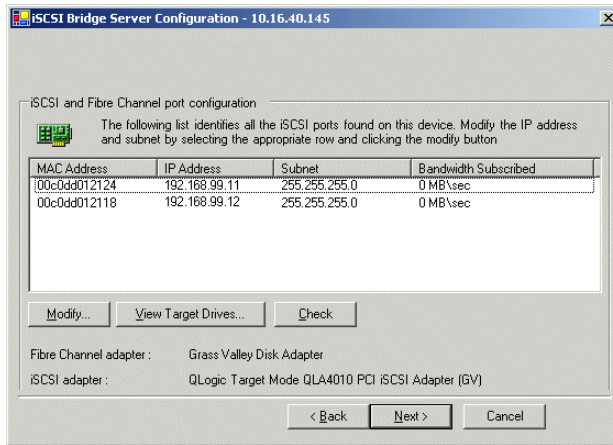 iSCSI Bridge Server Configuration - 10.16.40.145
iSCSI and Fibre Channel port configuration
The following list identifies all the iSCSI ports found on this device. Modify the IP address
and subnet by selecting the appropriate row and clicking the modify button
MAC Address IP Address Subnet Bandwidth Subscribed
00c0dd012124 192.168.99.11 255.255.255.0 0 MB\sec
00c0dd012118 192.168.99.12 255.255.255.0 0 MB\sec
Modify... View Target Drives... Check
Fibre Channel adapter : Grass Valley Disk Adapter
iSCSI adapter : QLogic Target Mode QLA4010 PCI iSCSI Adapter (GV)
< Back Next > Cancel